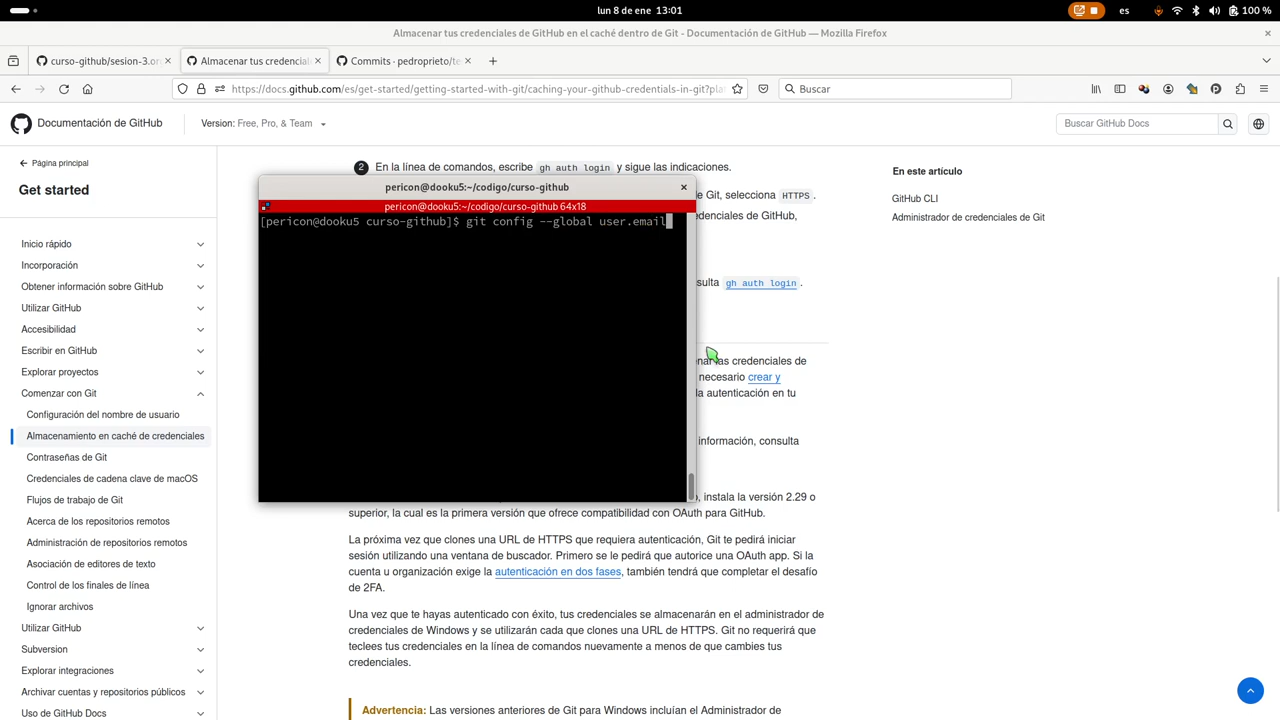 lun 8 de ene 13:01
es
100 %
Almacenar tus credenciales de GitHub en el caché dentro de Git - Documentación de GitHub — Mozilla Firefox
curso-github/sesion-3.or
Almacenar tus credencial
Commits · pedroprieto/te
https://docs.github.com/es/get-started/getting-started-with-git/caching-your-github-credentials-in-git?plat
Buscar
Documentación de GitHub
Version: Free, Pro, & Team
Buscar GitHub Docs
Página principal
Get started
Inicio rápido
Incorporación
Obtener información sobre GitHub
Utilizar GitHub
Accesibilidad
Escribir en GitHub
Explorar proyectos
Comenzar con Git
Configuración del nombre de usuario
Almacenamiento en caché de credenciales
Contraseñas de Git
Credenciales de cadena clave de macOS
Flujos de trabajo de Git
Acerca de los repositorios remotos
Administración de repositorios remotos
Asociación de editores de texto
Control de los finales de línea
Ignorar archivos
Utilizar GitHub
Subversion
Explorar integraciones
Archivar cuentas y repositorios públicos
Uso de GitHub Docs
2 En la línea de comandos, escribe gh auth login y sigue las indicaciones.
de Git, selecciona HTTPS .
edenciales de GitHub,
sulta gh auth login.
pericon@dooku5:~/codigo/curso-github
pericon@dooku5:~/codigo/curso-github 64x18
[pericon@dooku5 curso-github]$ git config --global user.email
nar las credenciales de
necesario crear y
la autenticación en tu
información, consulta
, instala la versión 2.29 o
superior, la cual es la primera versión que ofrece compatibilidad con OAuth para GitHub.
La próxima vez que clones una URL de HTTPS que requiera autenticación, Git te pedirá iniciar
sesión utilizando una ventana de buscador. Primero se le pedirá que autorice una OAuth app. Si la
cuenta u organización exige la autenticación en dos fases, también tendrá que completar el desafío
de 2FA.
Una vez que te hayas autenticado con éxito, tus credenciales se almacenarán en el administrador de
credenciales de Windows y se utilizarán cada que clones una URL de HTTPS. Git no requerirá que
teclees tus credenciales en la línea de comandos nuevamente a menos de que cambies tus
credenciales.
Advertencia: Las versiones anteriores de Git para Windows incluían el Administrador de
En este artículo
GitHub CLI
Administrador de credenciales de Git